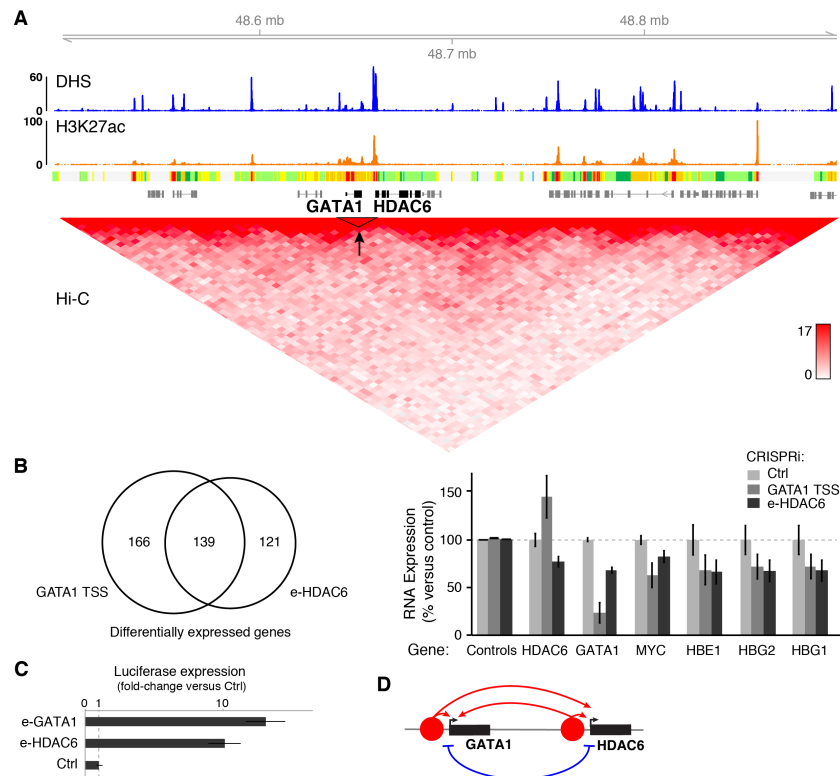 A
48.6 mb
48.8 mb
48.7 mb
60
DHS
0
100
H3K27ac
0
GATA1 HDAC6
Hi-C
17
0
B
166
139
121
GATA1 TSS
e-HDAC6
Differentially expressed genes
CRISPRi:
Ctrl
GATA1 TSS
e-HDAC6
RNA Expression
(% versus control)
150
100
50
0
Gene: Controls HDAC6 GATA1 MYC HBE1 HBG2 HBG1
C
Luciferase expression
(fold-change versus Ctrl)
0 1 10
e-GATA1
e-HDAC6
Ctrl
D
GATA1
HDAC6